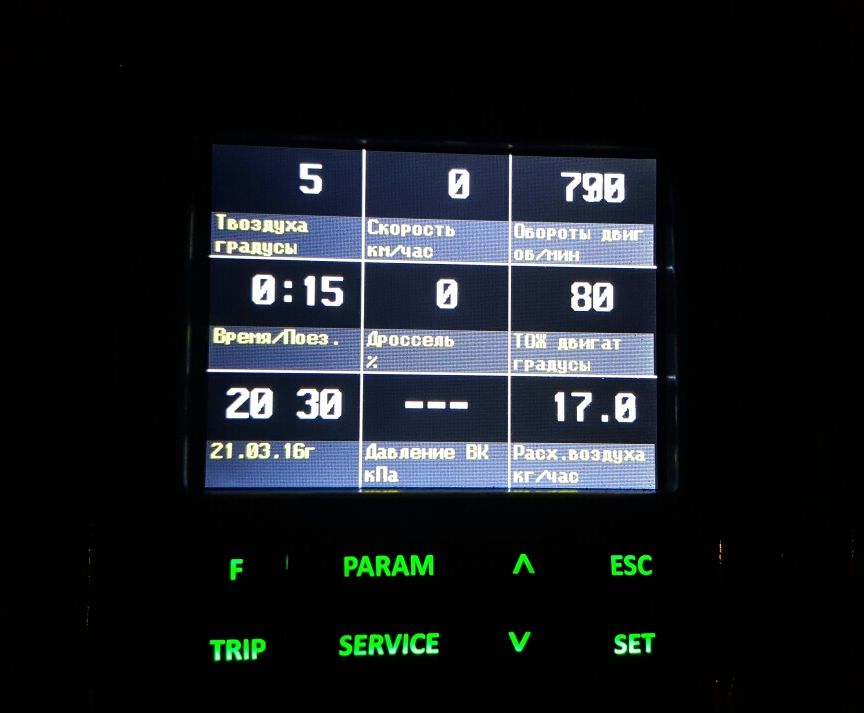 5
0
790
Твоздуха
градусы
Скорость
км/час
Обороты двиг
об/мин
0:15
0
80
Время/Поез.
Дроссель
%
ТОЖ двигат
градусы
20 30
---
17.0
21.03.16г
Давление ВК
кПа
Расх.воздуха
кг/час
F
PARAM
ʌ
ESC
TRIP
SERVICE
v
SET